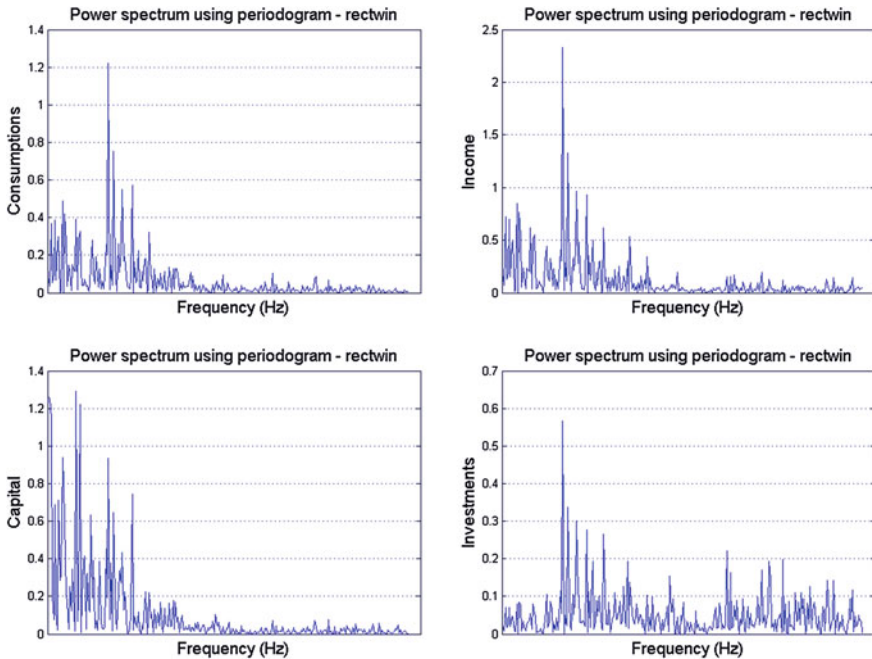 Power spectrum using periodogram - rectwin
1.4
1.2
1
0.8
0.6
0.4
0.2
0
Consumptions
Frequency (Hz)
Power spectrum using periodogram - rectwin
2.5
2
1.5
1
0.5
0
Income
Frequency (Hz)
Power spectrum using periodogram - rectwin
1.4
1.2
1
0.8
0.6
0.4
0.2
0
Capital
Frequency (Hz)
Power spectrum using periodogram - rectwin
0.7
0.6
0.5
0.4
0.3
0.2
0.1
0
Investments
Frequency (Hz)